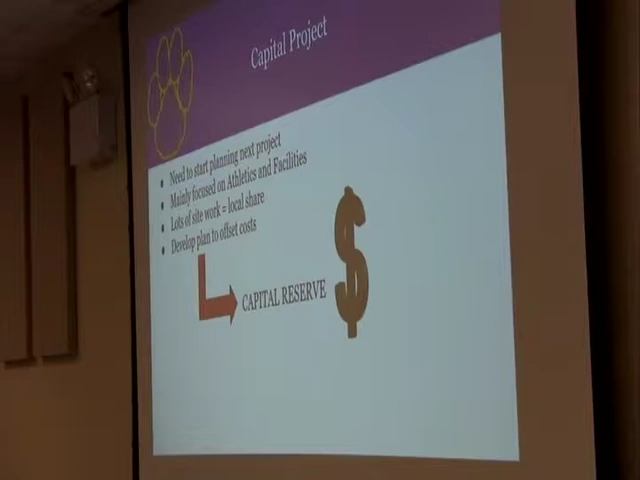 Capital Project
• Need to start planning next project
• Mainly focused on Athletics and Facilities
• Lots of site work = local share
• Develop plan to offset costs
CAPITAL RESERVE
$